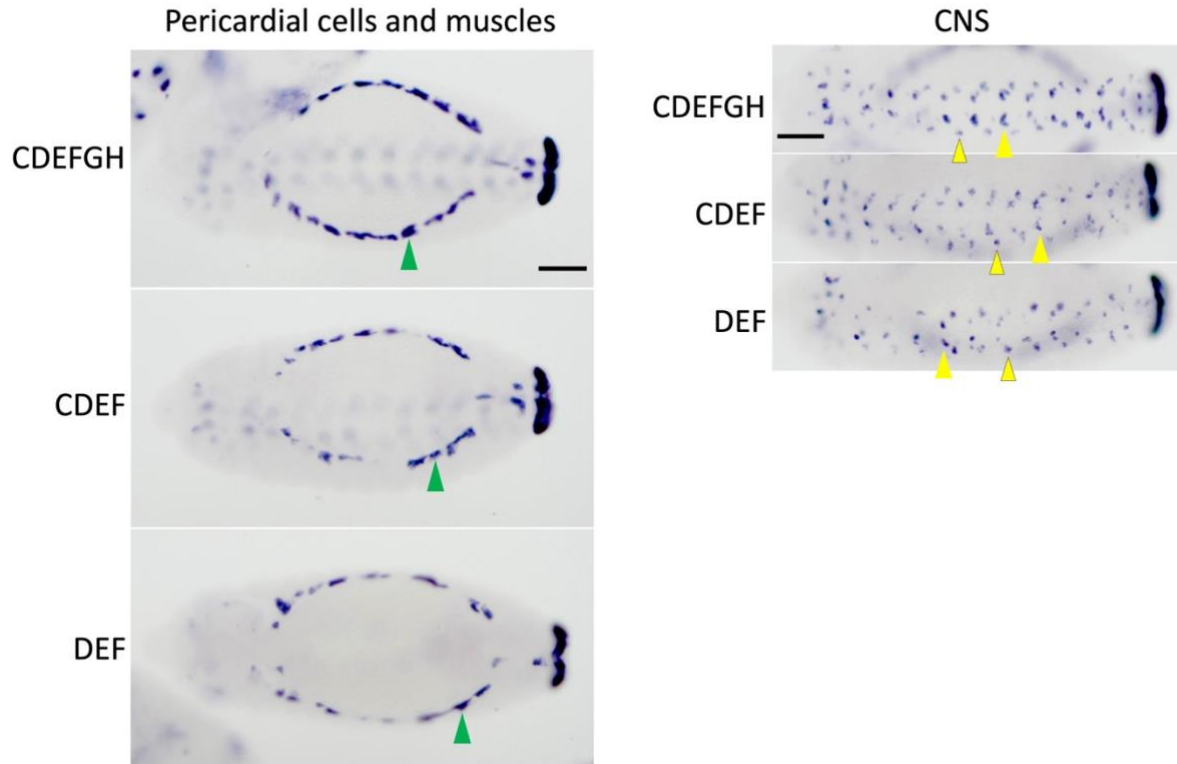 Pericardial cells and muscles
CDEFGH
CDEF
DEF
CNS
CDEFGH
CDEF
DEF